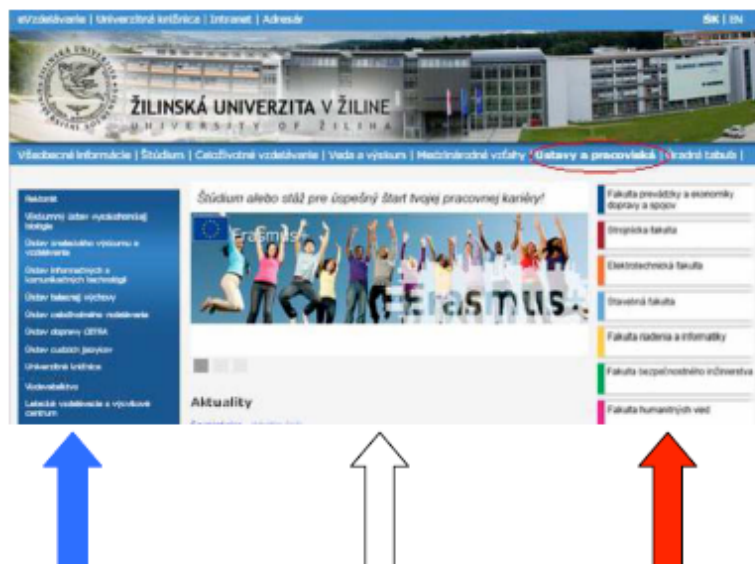 eVzdelávanie | Univerzitná knižnica | Intranet | Adresár
SK | EN
ŽILINSKÁ UNIVERZITA V ŽILINE
UNIVERSITY OF ŽILINA
Všeobecné informácie | Štúdium | Celoživotné vzdelávanie | Veda a výskum | Medzinárodné vzťahy | Ústavy a pracoviská | Úradná tabuľa |
Rektorát
Výskumný ústav vysokohorskej
biológie
Ústav znaleckého výskumu a
vzdelávania
Ústav informačných a
komunikačných technológií
Ústav telesnej výchovy
Ústav celoživotného vzdelávania
Ústav dopravy CETRA
Ústav cudzích jazykov
Univerzitná knižnica
Vydavateľstvo
Letecké vzdelávacie a výcvikové
centrum
Štúdium alebo stáž pre úspešný štart tvojej pracovnej kariéry!
Erasmus+
Erasmus+
Aktuality
Fakulta prevádzky a ekonomiky
dopravy a spojov
Strojnícka fakulta
Elektrotechnická fakulta
Stavebná fakulta
Fakulta riadenia a informatiky
Fakulta bezpečnostného inžinierstva
Fakulta humanitných vied